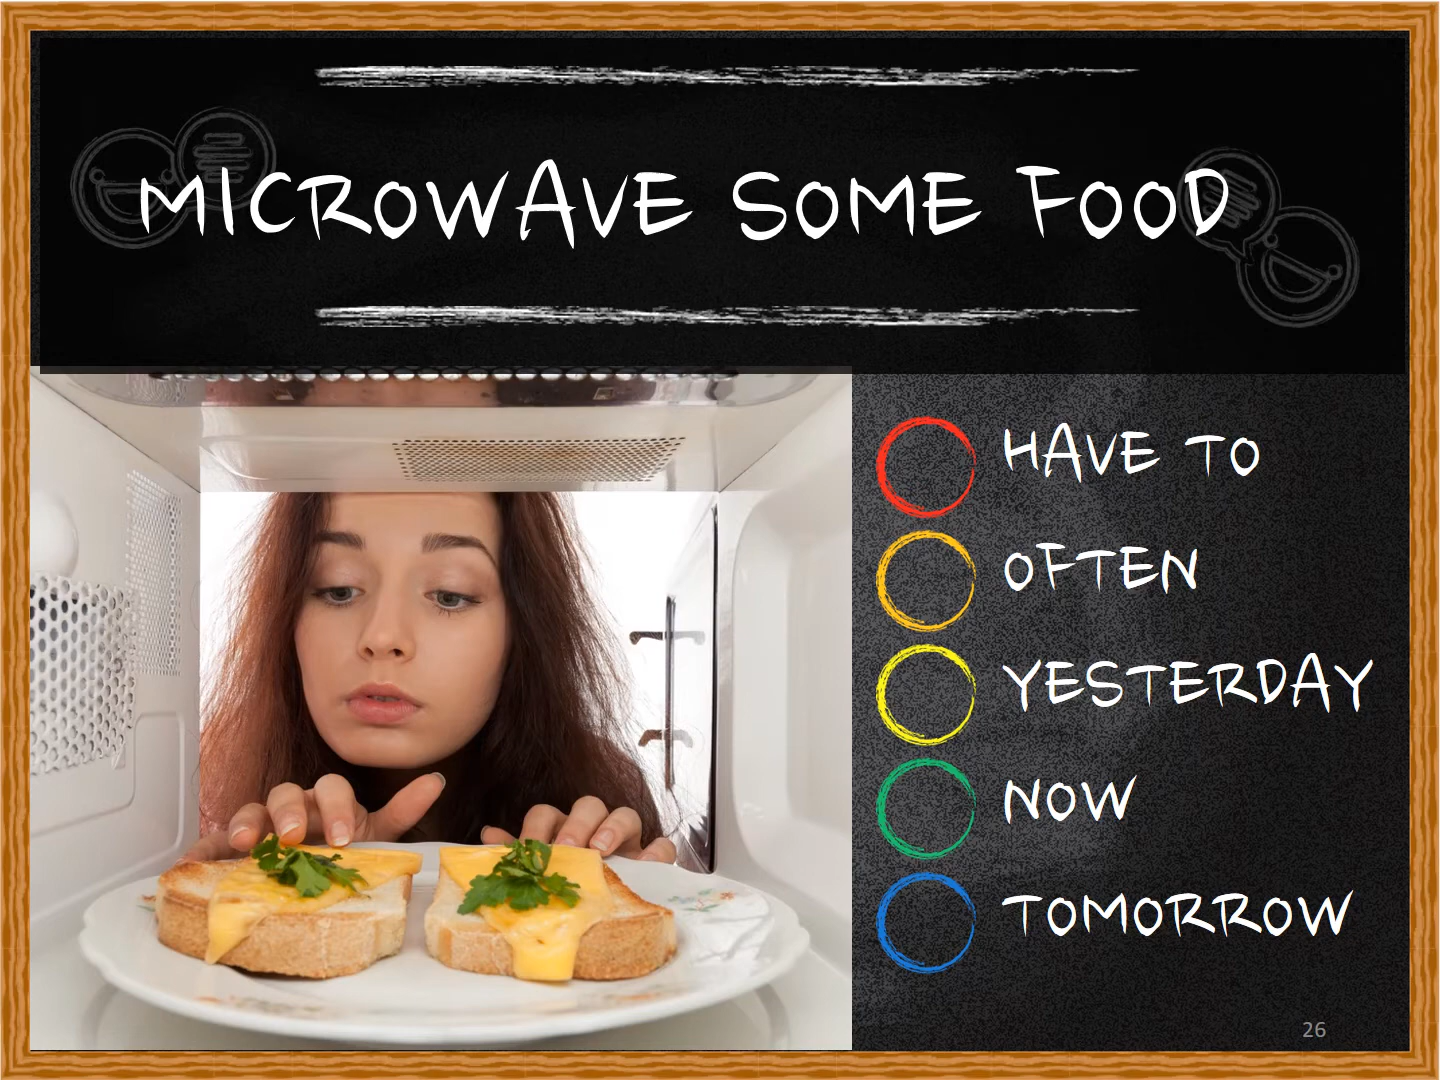 MICROWAVE SOME FOOD
HAVE TO
OFTEN
YESTERDAY
NOW
TOMORROW
26